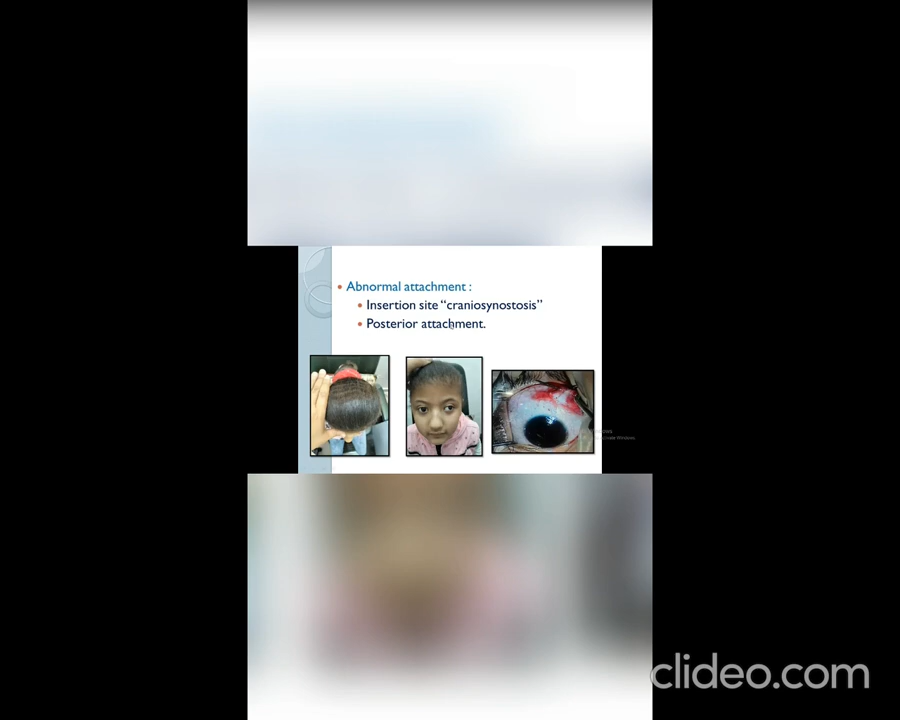 Abnormal attachment :
Insertion site “craniosynostosis”
Posterior attachment.
clideo.com